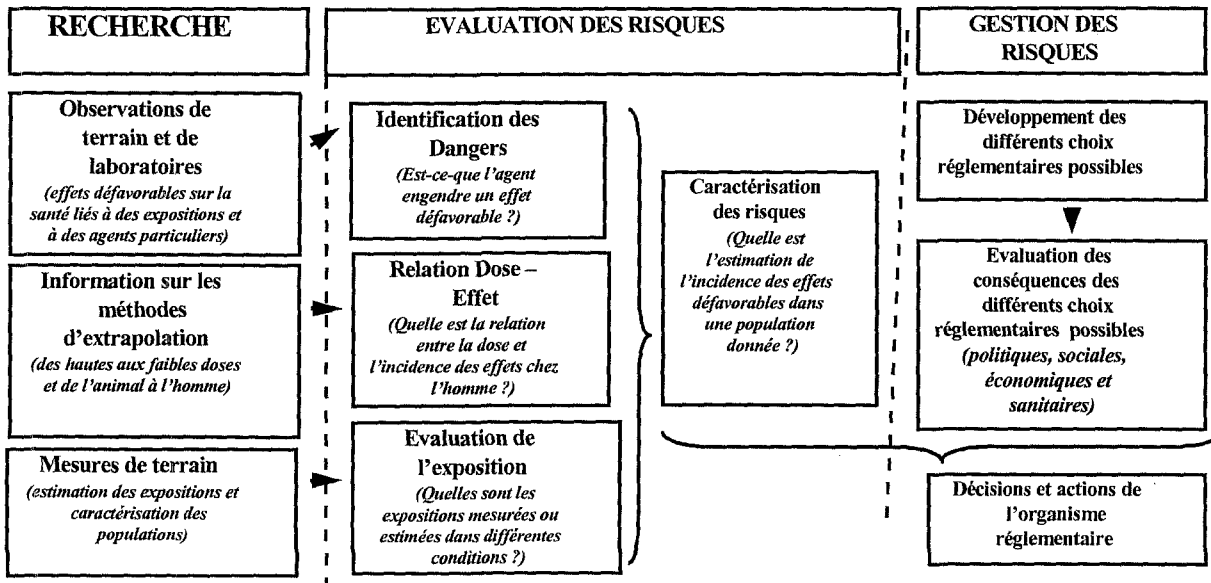 RECHERCHE
EVALUATION DES RISQUES
GESTION DES
RISQUES
Observations de
terrain et de
laboratoires
(effets défavorables sur la
santé liés à des expositions et
à des agents particuliers)
Information sur les
méthodes
d'extrapolation
(des hautes aux faibles doses
et de l'animal à l'homme)
Mesures de terrain
(estimation des expositions et
caractérisation des
populations)
Identification des
Dangers
(Est-ce-que l'agent
engendre un effet
défavorable ?)
Relation Dose –
Effet
(Quelle est la relation
entre la dose et
l'incidence des effets chez
l'homme ?)
Evaluation de
l'exposition
(Quelles sont les
expositions mesurées ou
estimées dans différentes
conditions ?)
Caractérisation
des risques
(Quelle est
l'estimation de
l'incidence des effets
défavorables dans
une population
donnée ?)
Développement des
différents choix
réglementaires possibles
Evaluation des
conséquences des
différents choix
réglementaires possibles
(politiques, sociales,
économiques et
sanitaires)
Décisions et actions de
l'organisme
réglementaire